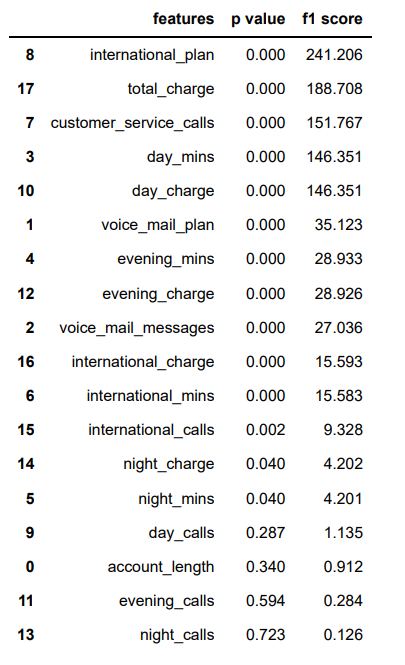 features p value f1 score
8 international_plan 0.000 241.206
17 total_charge 0.000 188.708
7 customer_service_calls 0.000 151.767
3 day_mins 0.000 146.351
10 day_charge 0.000 146.351
1 voice_mail_plan 0.000 35.123
4 evening_mins 0.000 28.933
12 evening_charge 0.000 28.926
2 voice_mail_messages 0.000 27.036
16 international_charge 0.000 15.593
6 international_mins 0.000 15.583
15 international_calls 0.002 9.328
14 night_charge 0.040 4.202
5 night_mins 0.040 4.201
9 day_calls 0.287 1.135
0 account_length 0.340 0.912
11 evening_calls 0.594 0.284
13 night_calls 0.723 0.126